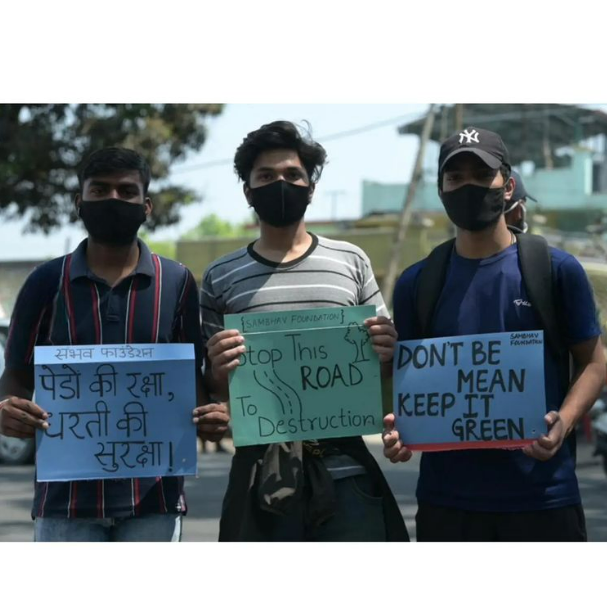 संभव फाउंडेशन
पेडो की रक्षा,
धरती की
सुरक्षा!
{SAMBHAV FOUNDATION}
Stop This
ROAD
To
Destruction
SAMBHAV
FOUNDATION
DON'T BE
MEAN
KEEP IT
GREEN
NY